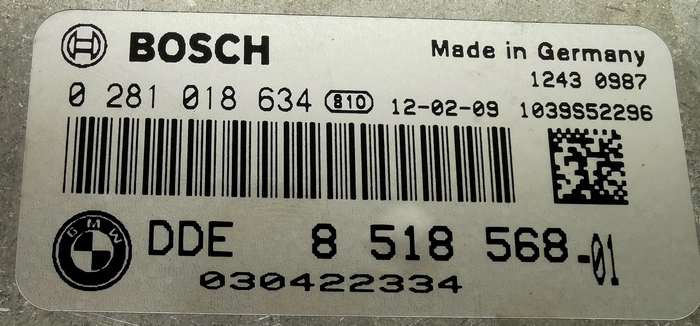 BOSCH Made in Germany
1243 0987
0 281 018 634 810 12-02-09 1039S52296
BMW DDE 8 518 568-01
030422334